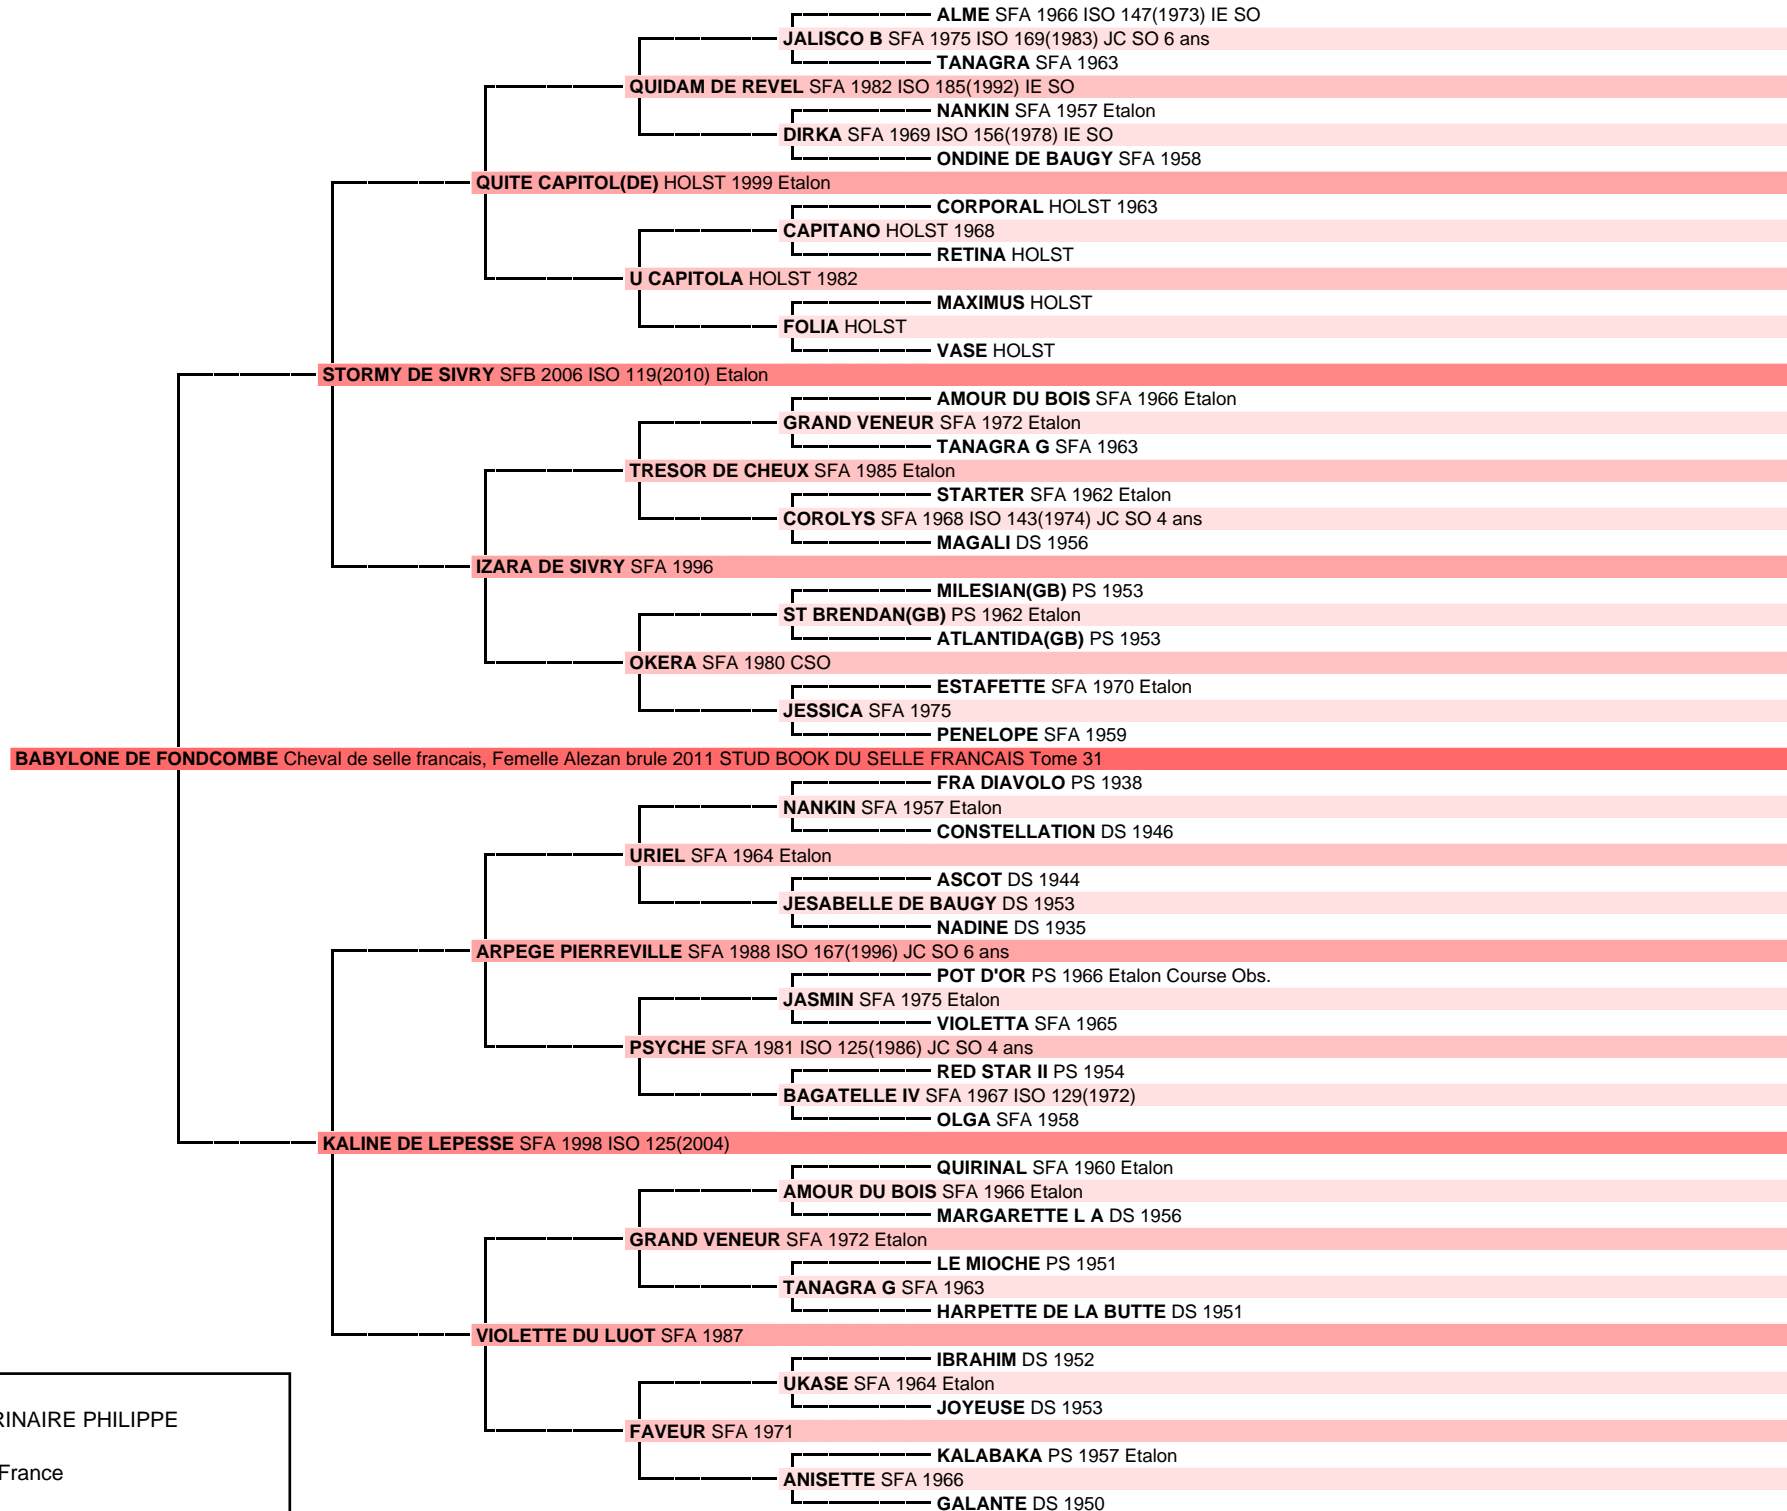 ALME SFA 1966 ISO 147(1973) IE SO
JALISCO B SFA 1975 ISO 169(1983) JC SO 6 ans
TANAGRA SFA 1963
QUIDAM DE REVEL SFA 1982 ISO 185(1992) IE SO
NANKIN SFA 1957 Etalon
DIRKA SFA 1969 ISO 156(1978) IE SO
ONDINE DE BAUGY SFA 1958
QUITE CAPITOL(DE) HOLST 1999 Etalon
CORPORAL HOLST 1963
CAPITANO HOLST 1968
RETINA HOLST
U CAPITOLA HOLST 1982
MAXIMUS HOLST
FOLIA HOLST
VASE HOLST
STORMY DE SIVRY SFB 2006 ISO 119(2010) Etalon
AMOUR DU BOIS SFA 1966 Etalon
GRAND VENEUR SFA 1972 Etalon
TANAGRA G SFA 1963
TRESOR DE CHEUX SFA 1985 Etalon
STARTER SFA 1962 Etalon
COROLYS SFA 1968 ISO 143(1974) JC SO 4 ans
MAGALI DS 1956
IZARA DE SIVRY SFA 1996
MILESIAN(GB) PS 1953
ST BRENDAN(GB) PS 1962 Etalon
ATLANTIDA(GB) PS 1953
OKERA SFA 1980 CSO
ESTAFETTE SFA 1970 Etalon
JESSICA SFA 1975
PENELOPE SFA 1959
BABYLONE DE FONDCOMBE Cheval de selle francais, Femelle Alezan brule 2011 STUD BOOK DU SELLE FRANCAIS Tome 31
FRA DIAVOLO PS 1938
NANKIN SFA 1957 Etalon
CONSTELLATION DS 1946
URIEL SFA 1964 Etalon
ASCOT DS 1944
JESABELLE DE BAUGY DS 1953
NADINE DS 1935
ARPEGE PIERREVILLE SFA 1988 ISO 167(1996) JC SO 6 ans
POT D'OR PS 1966 Etalon Course Obs.
JASMIN SFA 1975 Etalon
VIOLETTA SFA 1965
PSYCHE SFA 1981 ISO 125(1986) JC SO 4 ans
RED STAR II PS 1954
BAGATELLE IV SFA 1967 ISO 129(1972)
OLGA SFA 1958
KALINE DE LEPESSE SFA 1998 ISO 125(2004)
QUIRINAL SFA 1960 Etalon
AMOUR DU BOIS SFA 1966 Etalon
MARGARETTE L A DS 1956
GRAND VENEUR SFA 1972 Etalon
LE MIOCHE PS 1951
TANAGRA G SFA 1963
HARPETTE DE LA BUTTE DS 1951
VIOLETTE DU LUOT SFA 1987
IBRAHIM DS 1952
UKASE SFA 1964 Etalon
JOYEUSE DS 1953
FAVEUR SFA 1971
KALABAKA PS 1957 Etalon
ANISETTE SFA 1966
GALANTE DS 1950
RINAIRE PHILIPPE
France